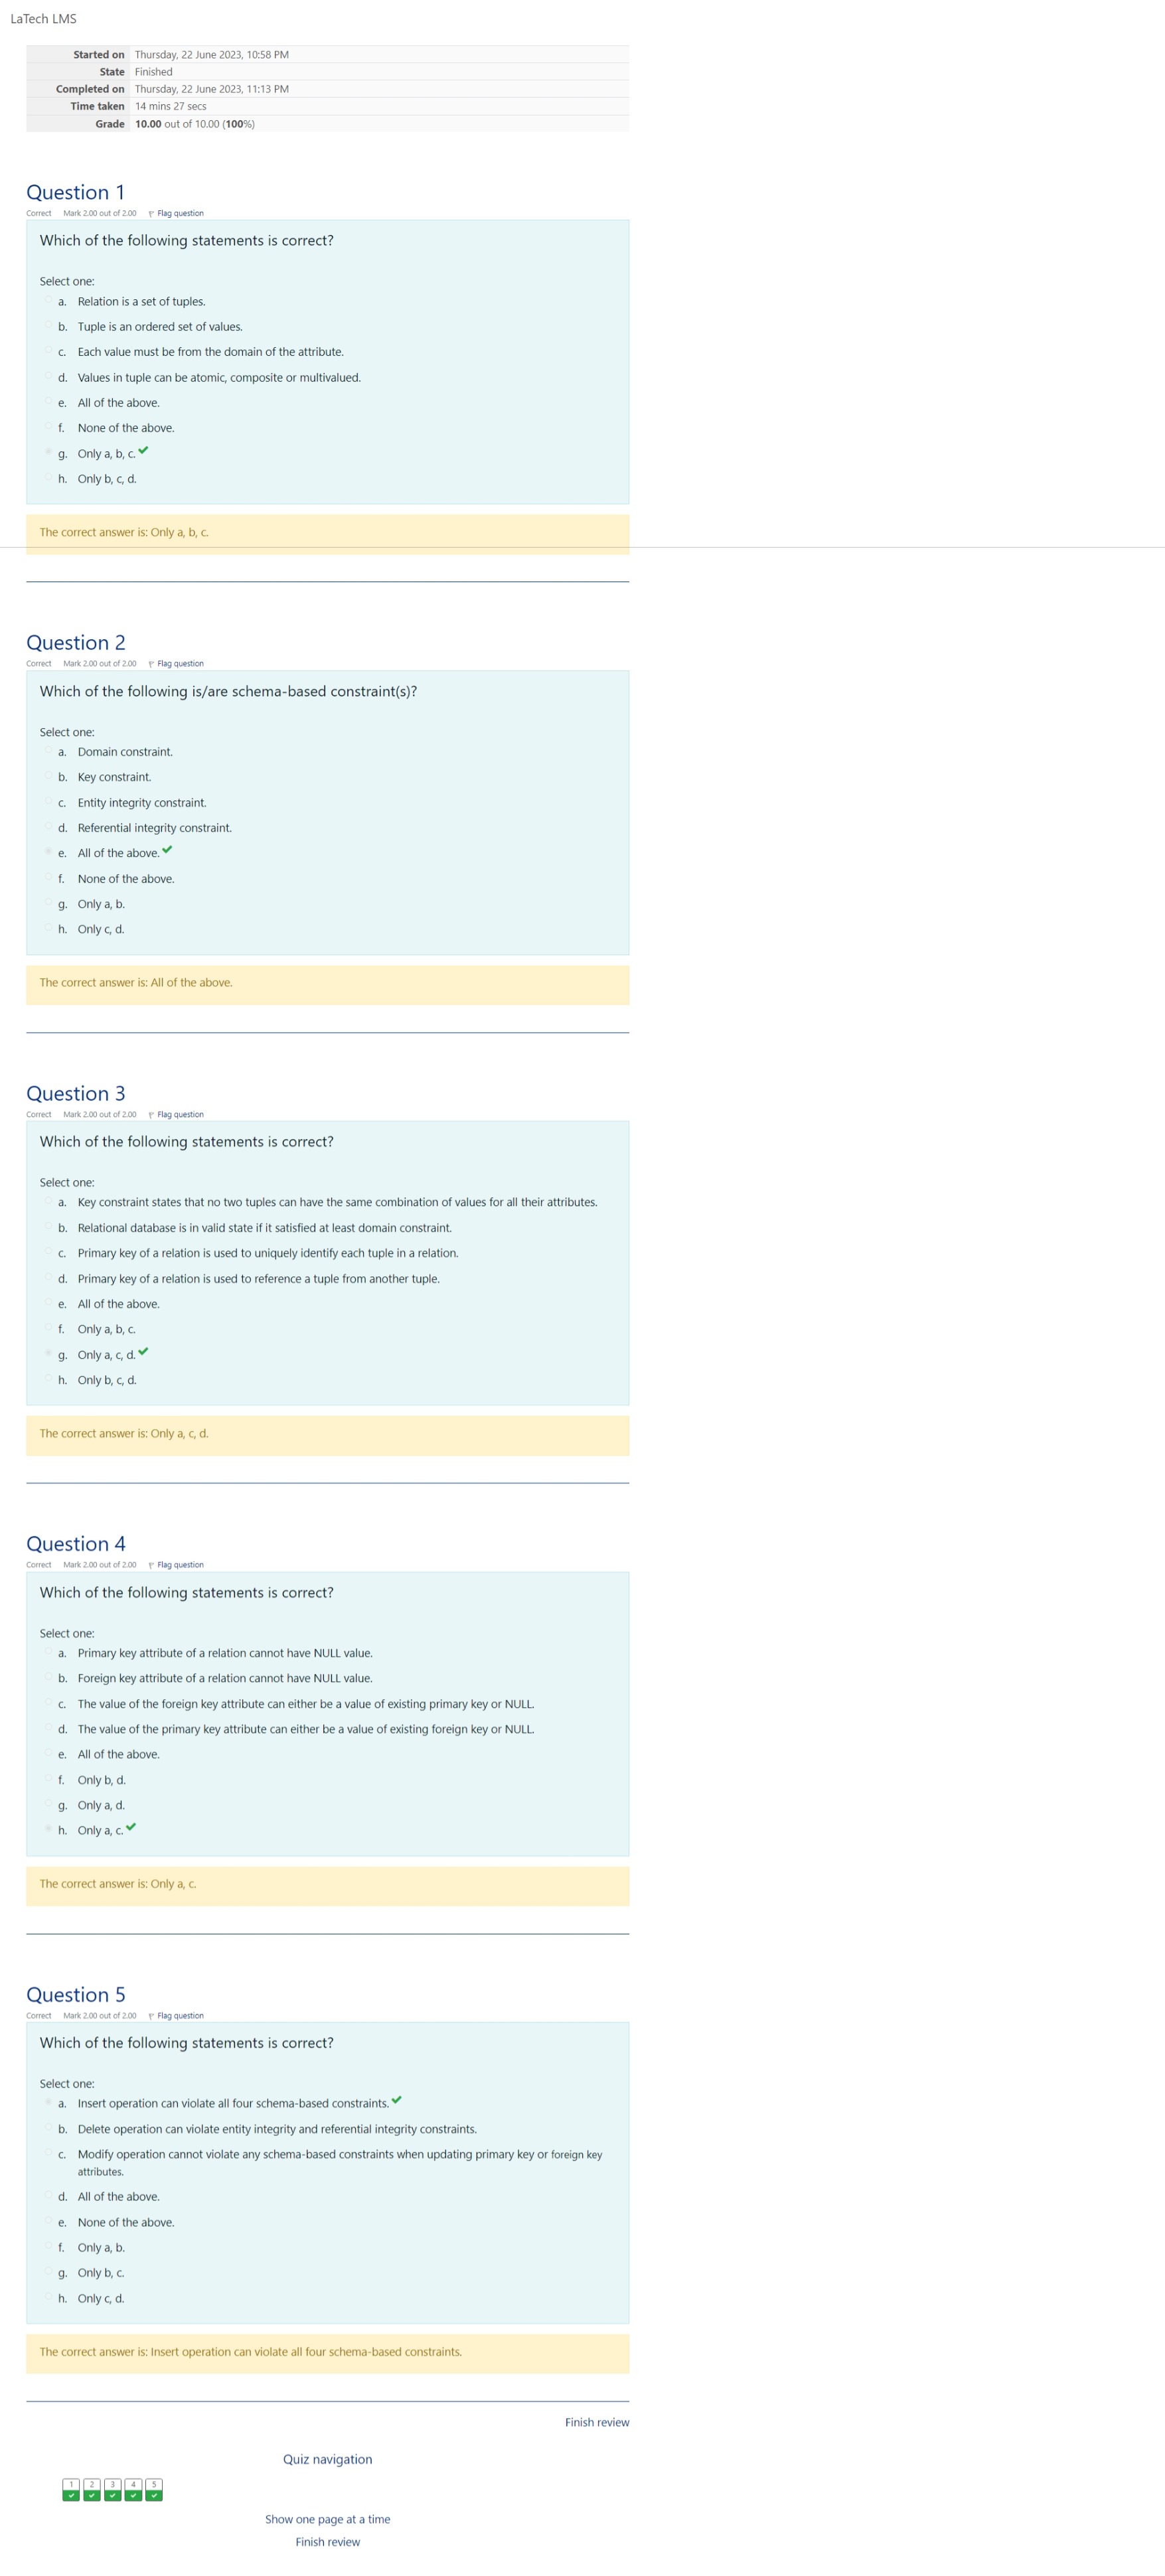 LaTech LMS
Started on Thursday, 22 June 2023, 10:58 PM
State Finished
Completed on Thursday, 22 June 2023, 11:13 PM
Time taken 14 mins 27 secs
Grade 10.00 out of 10.00 (100%)
Question 1
Correct Mark 2.00 out of 2.00 Flag question
Which of the following statements is correct?
Select one:
a. Relation is a set of tuples.
b. Tuple is an ordered set of values.
c. Each value must be from the domain of the attribute.
d. Values in tuple can be atomic, composite or multivalued.
e. All of the above.
f. None of the above.
g. Only a, b, c.
h. Only b, c, d.
The correct answer is: Only a, b, c.
Question 2
Correct Mark 2.00 out of 2.00 Flag question
Which of the following is/are schema-based constraint(s)?
Select one:
a. Domain constraint.
b. Key constraint.
c. Entity integrity constraint.
d. Referential integrity constraint.
e. All of the above.
f. None of the above.
g. Only a, b.
h. Only c, d.
The correct answer is: All of the above.
Question 3
Correct Mark 2.00 out of 2.00 Flag question
Which of the following statements is correct?
Select one:
a. Key constraint states that no two tuples can have the same combination of values for all their attributes.
b. Relational database is in valid state if it satisfied at least domain constraint.
c. Primary key of a relation is used to uniquely identify each tuple in a relation.
d. Primary key of a relation is used to reference a tuple from another tuple.
e. All of the above.
f. Only a, b, c.
g. Only a, c, d.
h. Only b, c, d.
The correct answer is: Only a, c, d.
Question 4
Correct Mark 2.00 out of 2.00 Flag question
Which of the following statements is correct?
Select one:
a. Primary key attribute of a relation cannot have NULL value.
b. Foreign key attribute of a relation cannot have NULL value.
c. The value of the foreign key attribute can either be a value of existing primary key or NULL.
d. The value of the primary key attribute can either be a value of existing foreign key or NULL.
e. All of the above.
f. Only b, d.
g. Only a, d.
h. Only a, c.
The correct answer is: Only a, c.
Question 5
Correct Mark 2.00 out of 2.00 Flag question
Which of the following statements is correct?
Select one:
a. Insert operation can violate all four schema-based constraints.
b. Delete operation can violate entity integrity and referential integrity constraints.
c. Modify operation cannot violate any schema-based constraints when updating primary key or foreign key
attributes.
d. All of the above.
e. None of the above.
f. Only a, b.
g. Only b, c.
h. Only c, d.
The correct answer is: Insert operation can violate all four schema-based constraints.
Finish review
Quiz navigation
1 2 3 4 5
Show one page at a time
Finish review